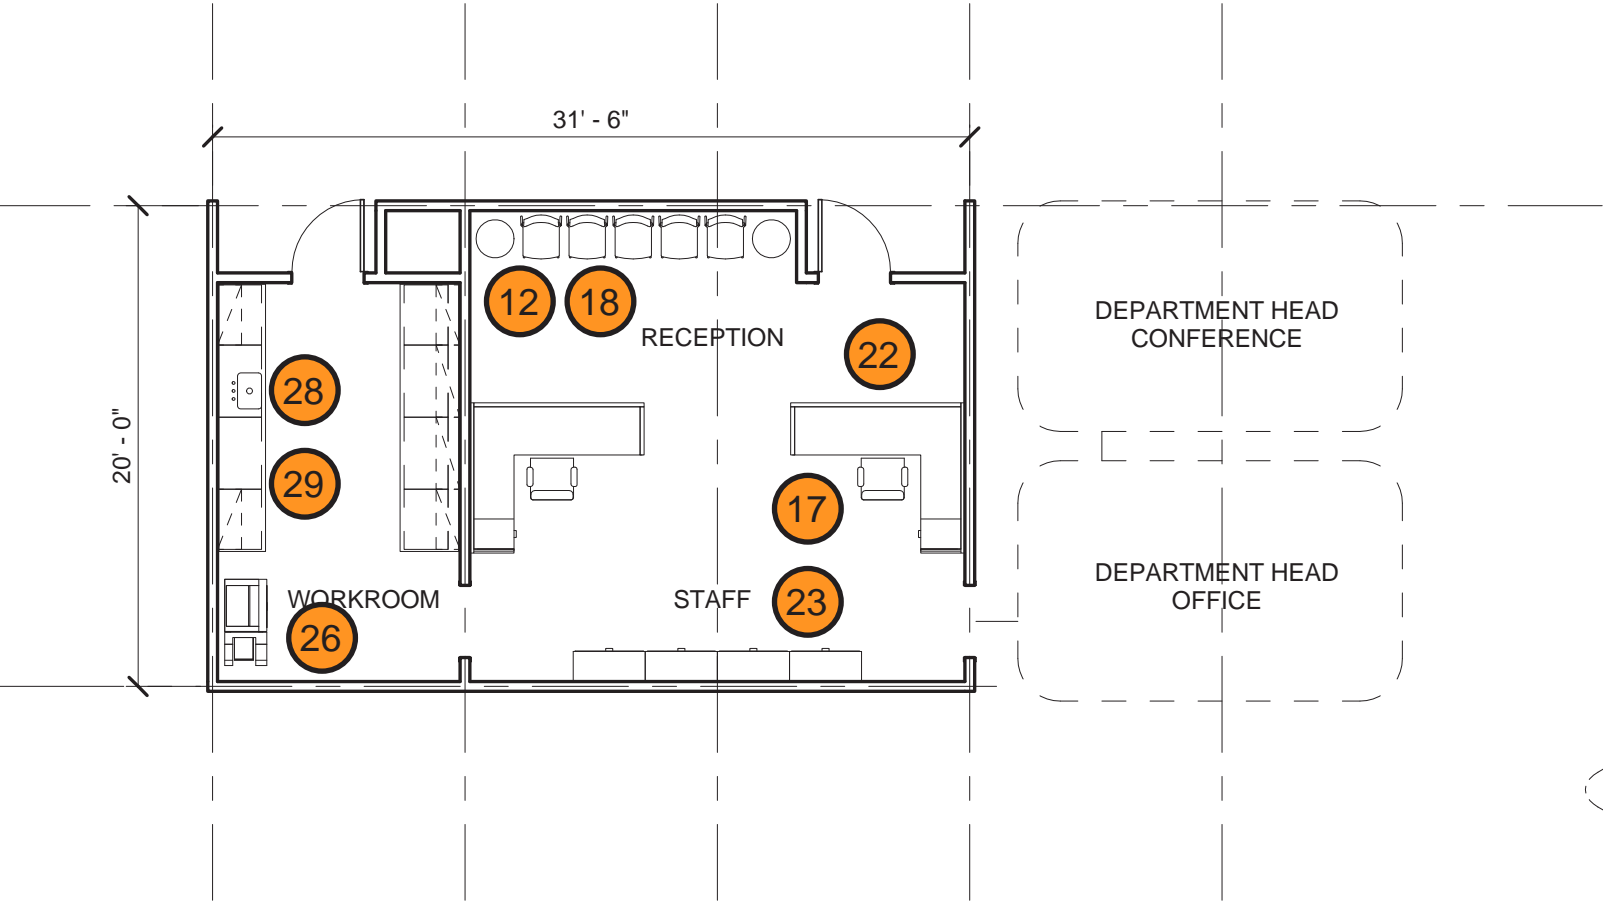 31' - 6"
12
18
RECEPTION
22
DEPARTMENT HEAD
CONFERENCE
28
20' - 0"
29
17
WORKROOM
STAFF
23
DEPARTMENT HEAD
OFFICE
26